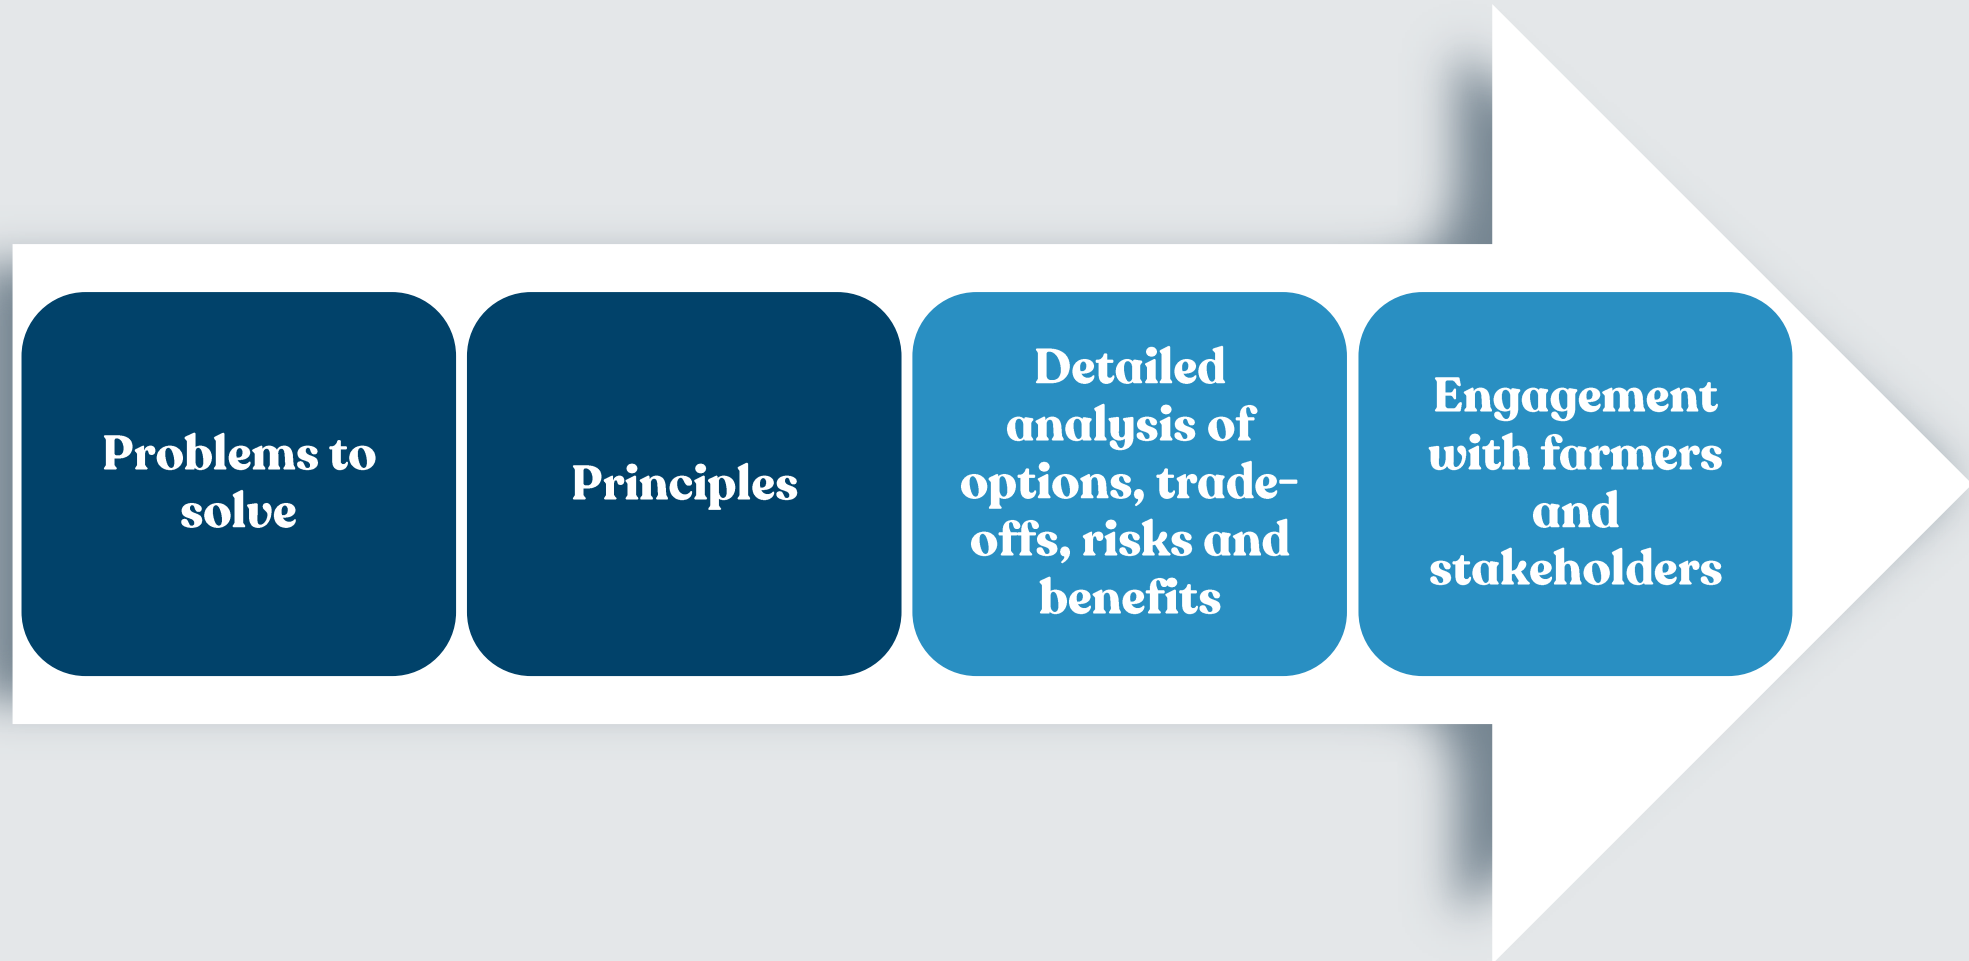 Problems to
solve
Principles
Detailed
analysis of
options, trade-
offs, risks and
benefits
Engagement
with farmers
and
stakeholders